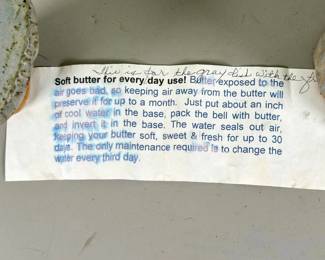 This is for the gray dish with the
Soft butter for every day use! Butter exposed to the
air goes bad, so keeping air away from the butter will
preserve it for up to a month. Just put about an inch
of cool water in the base, pack the bell with butter,
and invert it in the base. The water seals out air,
keeping your butter soft, sweet & fresh for up to 30
days. The only maintenance required is to change the
water every third day.